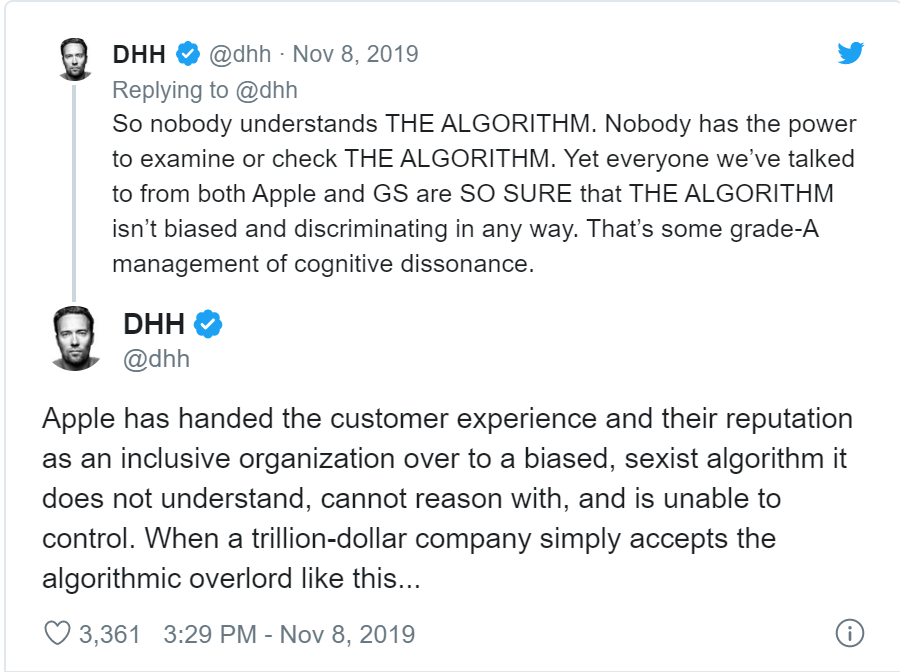 DHH @dhh · Nov 8, 2019
Replying to @dhh
So nobody understands THE ALGORITHM. Nobody has the power
to examine or check THE ALGORITHM. Yet everyone we’ve talked
to from both Apple and GS are SO SURE that THE ALGORITHM
isn’t biased and discriminating in any way. That’s some grade-A
management of cognitive dissonance.
DHH
@dhh
Apple has handed the customer experience and their reputation
as an inclusive organization over to a biased, sexist algorithm it
does not understand, cannot reason with, and is unable to
control. When a trillion-dollar company simply accepts the
algorithmic overlord like this...
3,361 3:29 PM - Nov 8, 2019